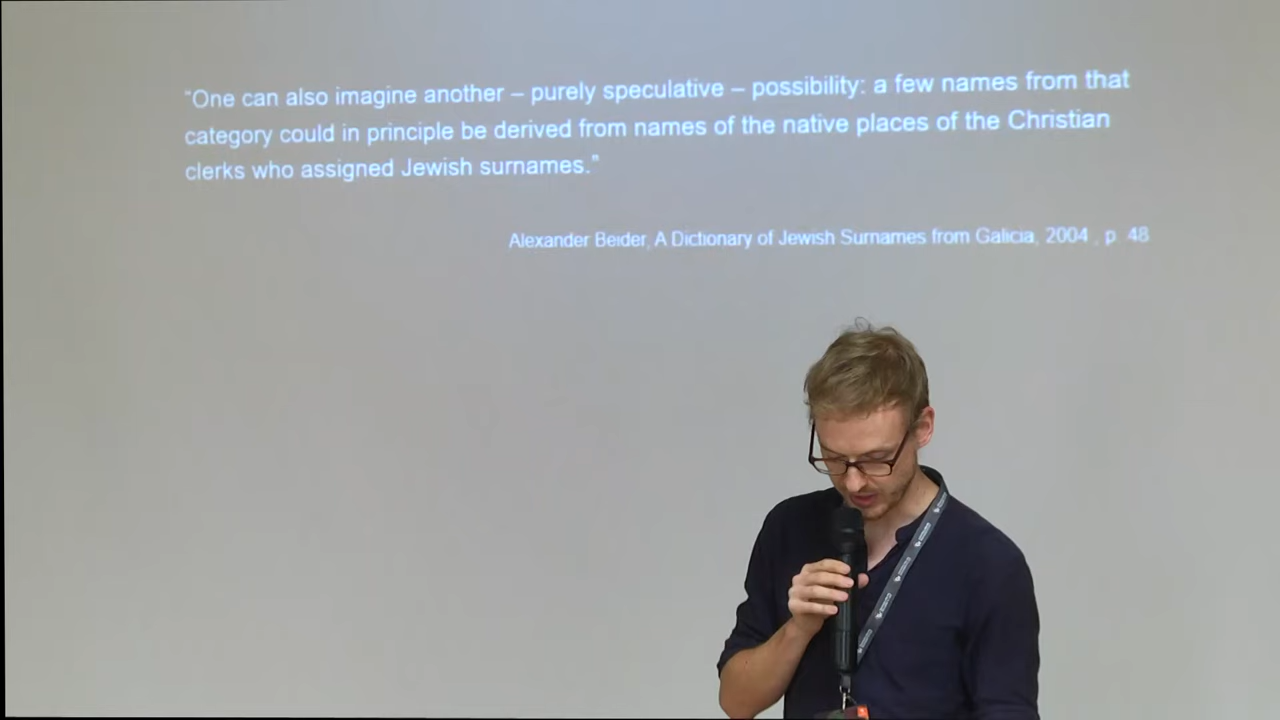 “One can also imagine another – purely speculative – possibility: a few names from that
category could in principle be derived from names of the native places of the Christian
clerks who assigned Jewish surnames.”
Alexander Beider, A Dictionary of Jewish Surnames from Galicia, 2004 , p. 48